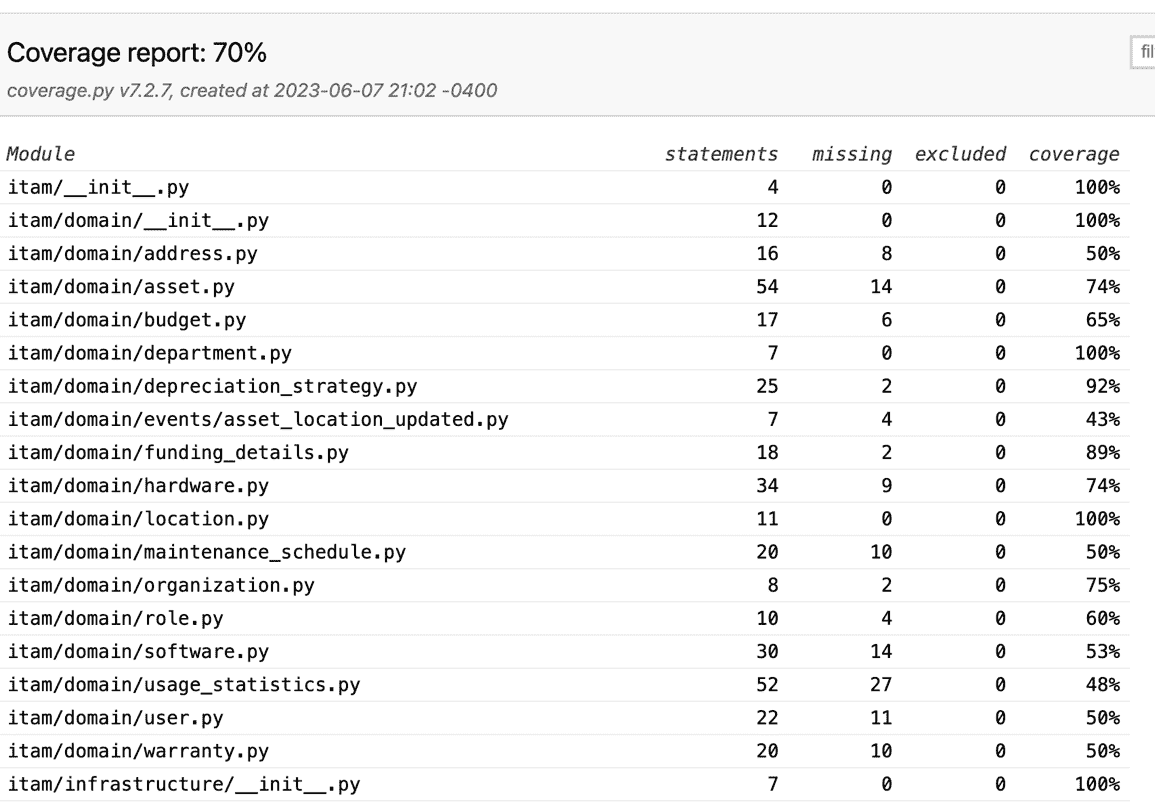 Coverage report: 70%
fil
coverage.py v7.2.7, created at 2023-06-07 21:02 -0400
Module statements missing excluded coverage
itam/__init__.py 4 0 0 100%
itam/domain/__init__.py 12 0 0 100%
itam/domain/address.py 16 8 0 50%
itam/domain/asset.py 54 14 0 74%
itam/domain/budget.py 17 6 0 65%
itam/domain/department.py 7 0 0 100%
itam/domain/depreciation_strategy.py 25 2 0 92%
itam/domain/events/asset_location_updated.py 7 4 0 43%
itam/domain/funding_details.py 18 2 0 89%
itam/domain/hardware.py 34 9 0 74%
itam/domain/location.py 11 0 0 100%
itam/domain/maintenance_schedule.py 20 10 0 50%
itam/domain/organization.py 8 2 0 75%
itam/domain/role.py 10 4 0 60%
itam/domain/software.py 30 14 0 53%
itam/domain/usage_statistics.py 52 27 0 48%
itam/domain/user.py 22 11 0 50%
itam/domain/warranty.py 20 10 0 50%
itam/infrastructure/__init__.py 7 0 0 100%